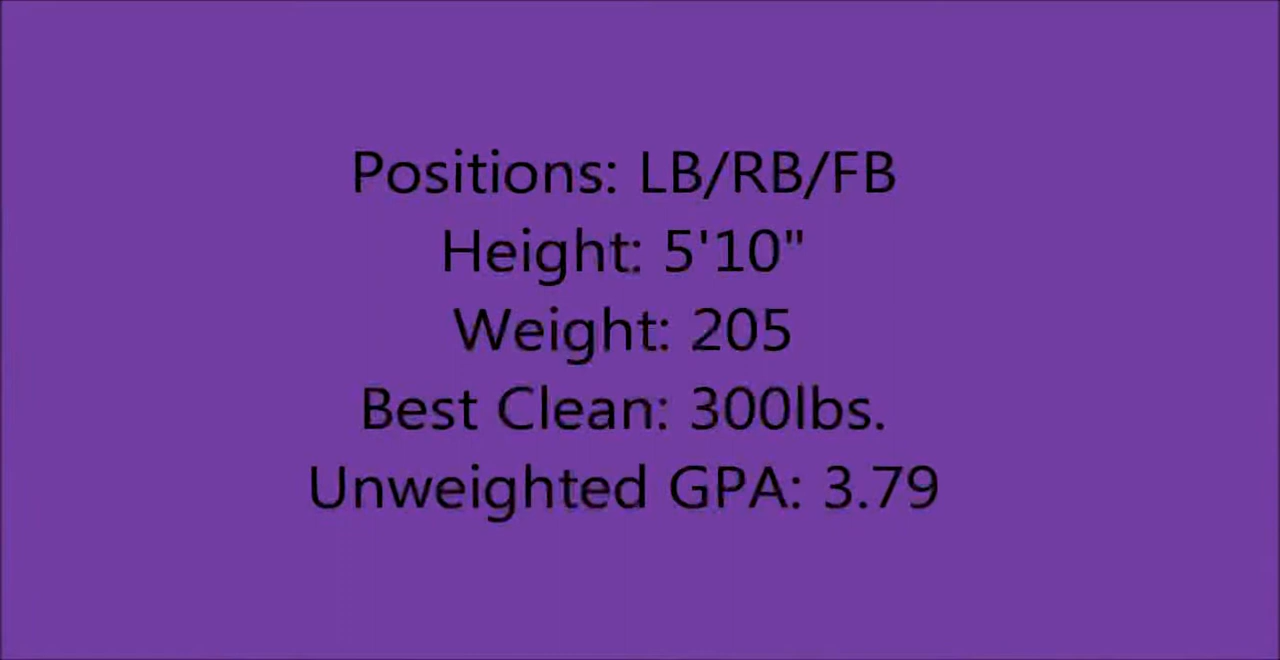 Positions: LB/RB/FB
Height: 5'10"
Weight: 205
Best Clean: 300lbs.
Unweighted GPA: 3.79